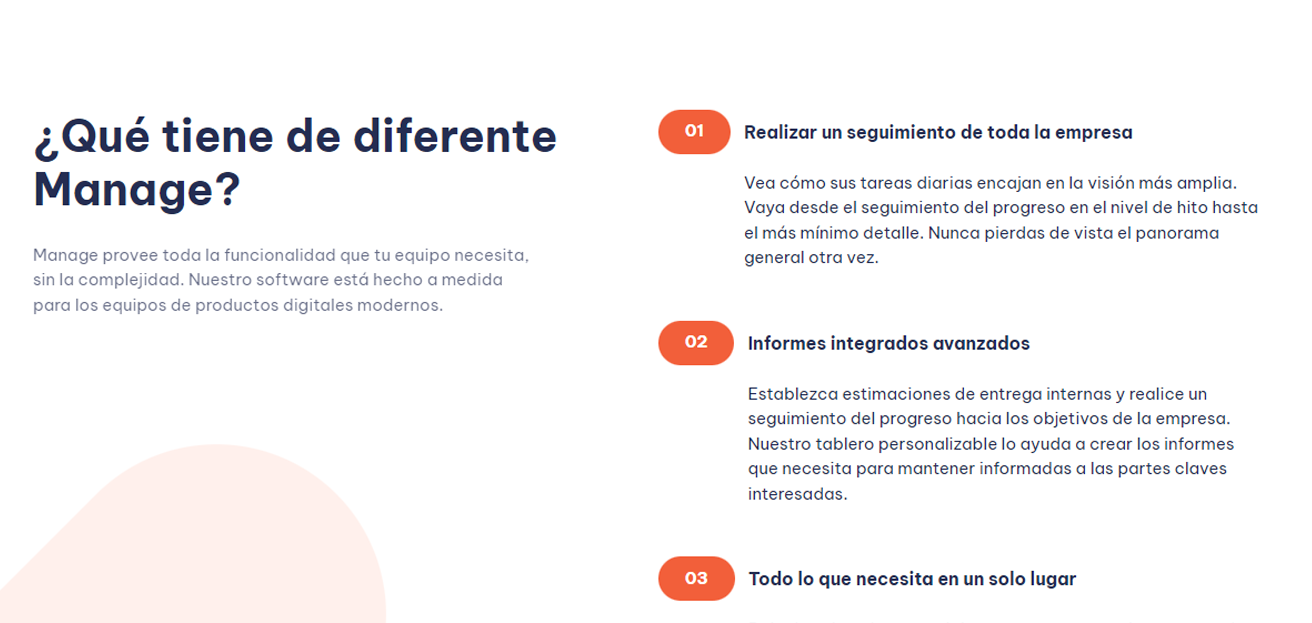 ¿Qué tiene de diferente
Manage?
Manage provee toda la funcionalidad que tu equipo necesita,
sin la complejidad. Nuestro software está hecho a medida
para los equipos de productos digitales modernos.
01 Realizar un seguimiento de toda la empresa
Vea cómo sus tareas diarias encajan en la visión más amplia.
Vaya desde el seguimiento del progreso en el nivel de hito hasta
el más mínimo detalle. Nunca pierdas de vista el panorama
general otra vez.
02 Informes integrados avanzados
Establezca estimaciones de entrega internas y realice un
seguimiento del progreso hacia los objetivos de la empresa.
Nuestro tablero personalizable lo ayuda a crear los informes
que necesita para mantener informadas a las partes claves
interesadas.
03 Todo lo que necesita en un solo lugar